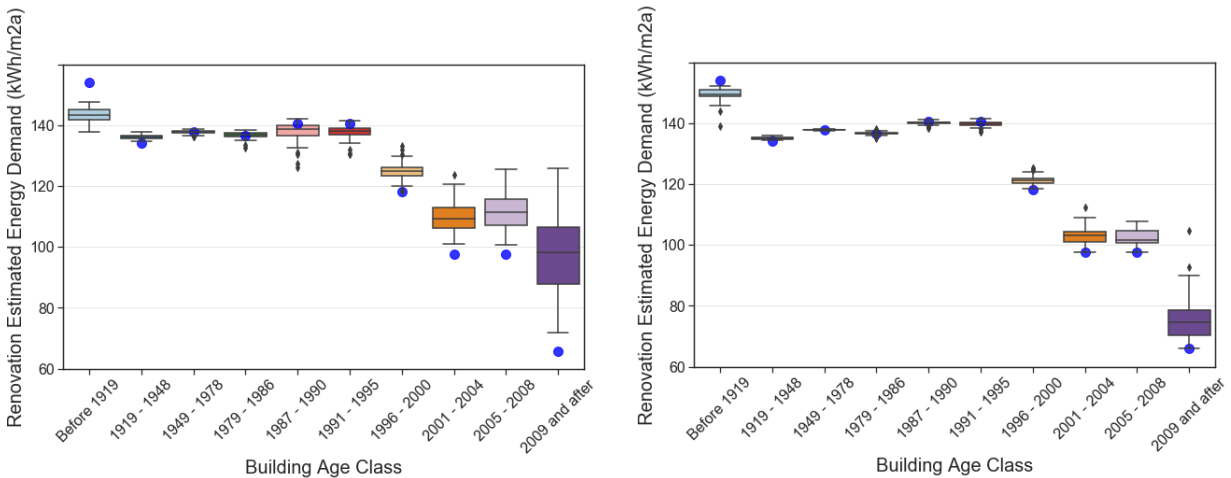 Renovation Estimated Energy Demand (kWh/m2a)
140
120
100
80
60
Before 1919
1919 - 1948
1949 - 1978
1979 - 1986
1987 - 1990
1991 - 1995
1996 - 2000
2001 - 2004
2005 - 2008
2009 and after
Building Age Class
Renovation Estimated Energy Demand (kWh/m2a)
140
120
100
80
60
Before 1919
1919 - 1948
1949 - 1978
1979 - 1986
1987 - 1990
1991 - 1995
1996 - 2000
2001 - 2004
2005 - 2008
2009 and after
Building Age Class